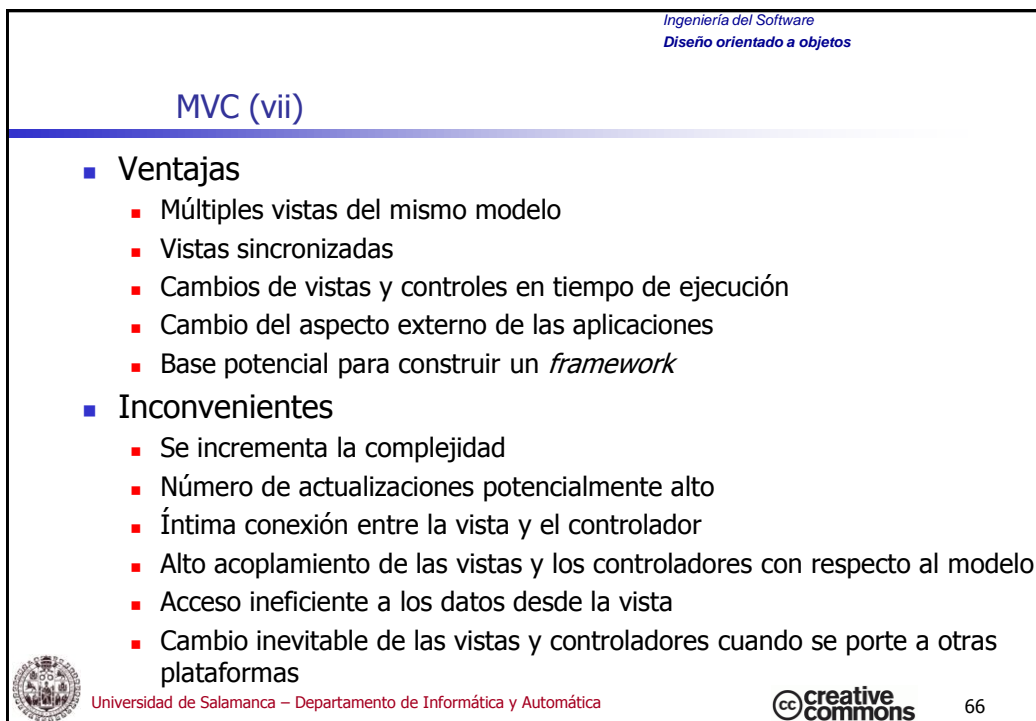 Ingeniería del Software
Diseño orientado a objetos
MVC (vii)
Ventajas
Múltiples vistas del mismo modelo
Vistas sincronizadas
Cambios de vistas y controles en tiempo de ejecución
Cambio del aspecto externo de las aplicaciones
Base potencial para construir un framework
Inconvenientes
Se incrementa la complejidad
Número de actualizaciones potencialmente alto
Íntima conexión entre la vista y el controlador
Alto acoplamiento de las vistas y los controladores con respecto al modelo
Acceso ineficiente a los datos desde la vista
Cambio inevitable de las vistas y controladores cuando se porte a otras
plataformas
Universidad de Salamanca – Departamento de Informática y Automática
cc creative
commons
66